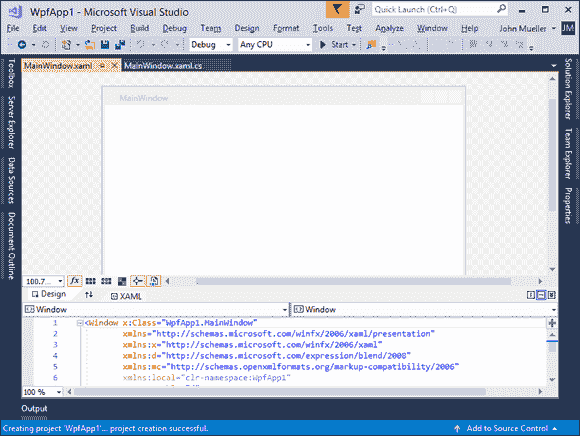 WpfApp1 - Microsoft Visual Studio
Quick Launch (Ctrl+Q)
File Edit View Project Build Debug Team Design Format Tools Test Analyze Window Help John Mueller JM
Debug Any CPU Start
MainWindow.xaml MainWindow.xaml.cs
Toolbox
Server Explorer
Data Sources
Document Outline
MainWindow
Solution Explorer
Team Explorer
Properties
100.7... fx
Design XAML
Window Window
1 <Window x:Class="WpfApp1.MainWindow"
2 xmlns="http://schemas.microsoft.com/winfx/2006/xaml/presentation"
3 xmlns:x="http://schemas.microsoft.com/winfx/2006/xaml"
4 xmlns:d="http://schemas.microsoft.com/expression/blend/2008"
5 xmlns:mc="http://schemas.openxmlformats.org/markup-compatibility/2006"
6 xmlns:local="clr-namespace:WpfApp1"
100 %
Output
Creating project 'WpfApp1'... project creation successful. Add to Source Control